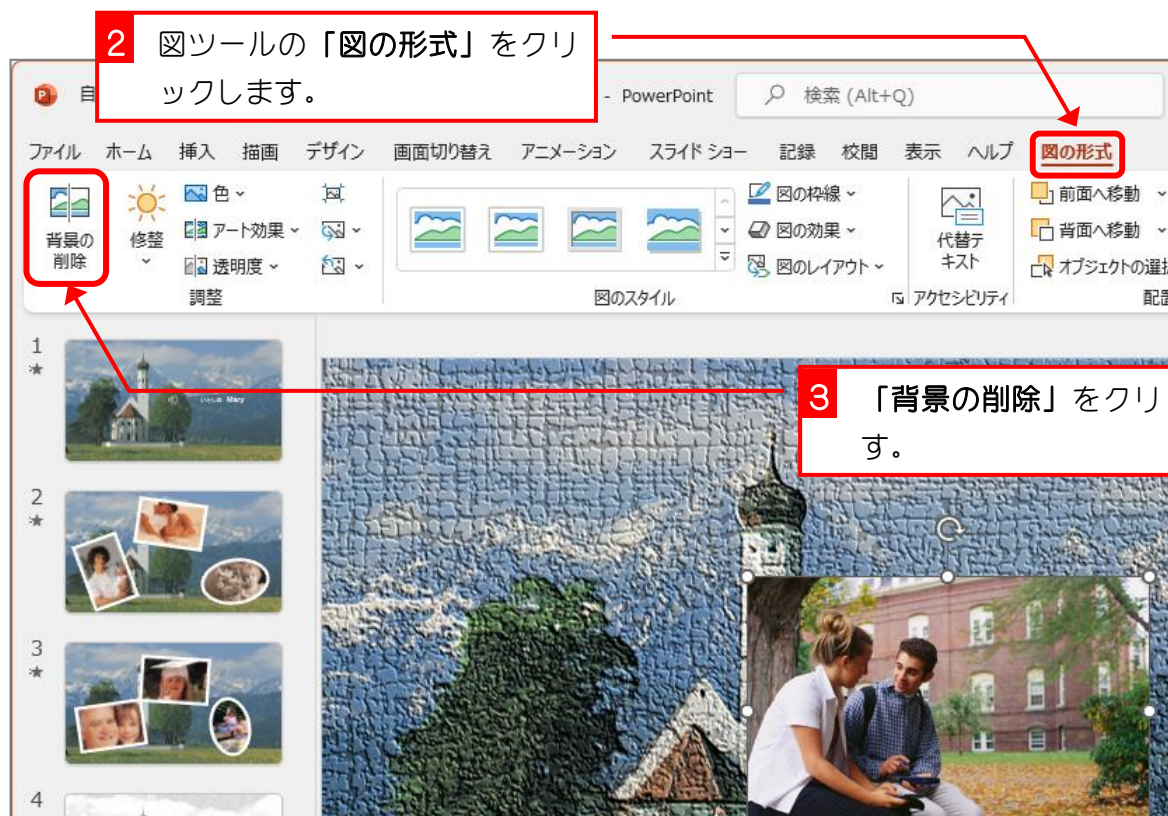 2 図ツールの「図の形式」をクリ
ックします。
自
- PowerPoint
検索 (Alt+Q)
ファイル ホーム 挿入 描画 デザイン 画面切り替え アニメーション スライド ショー 記録 校閲 表示 ヘルプ 図の形式
背景の
削除
修整
色
アート効果
透明度
調整
図のスタイル
図の枠線
図の効果
図のレイアウト
代替テ
キスト
アクセシビリティ
前面へ移動
背面へ移動
オブジェクトの選択
配置
3 「背景の削除」をクリ
す。
1
Mary
2
3
4